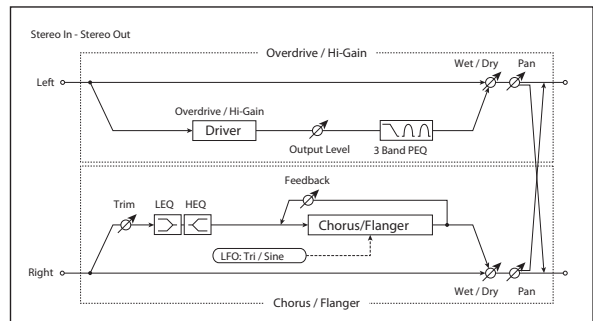 Stereo In - Stereo Out
Overdrive / Hi-Gain
Wet / Dry Pan
Left
Overdrive / Hi-Gain
Driver
Output Level
3 Band PEQ
Feedback
Trim LEQ HEQ
Chorus/Flanger
LFO: Tri / Sine
Right
Wet / Dry Pan
Chorus / Flanger